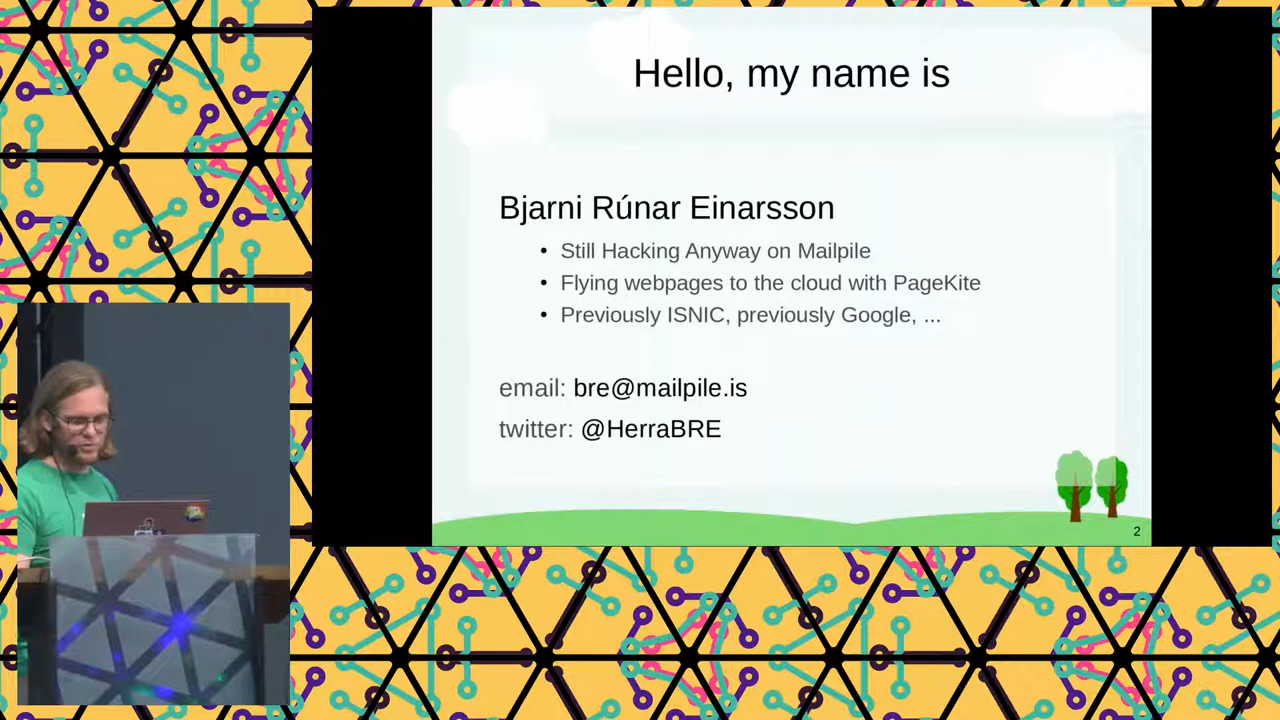 Hello, my name is
Bjarni Rúnar Einarsson
• Still Hacking Anyway on Mailpile
• Flying webpages to the cloud with PageKite
• Previously ISNIC, previously Google, ...
email: bre@mailpile.is
twitter: @HerraBRE
2